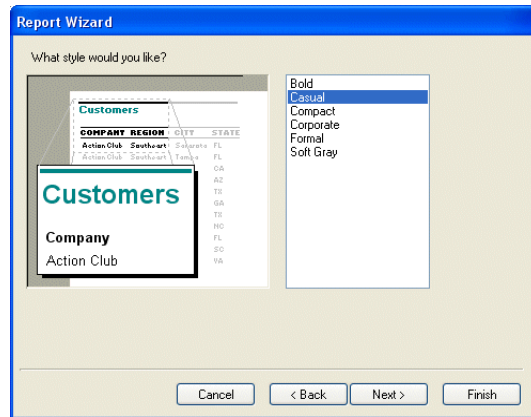 Report Wizard
What style would you like?
Customers
COMPANY REGION CITY STATE
Action Club Southeast Sarasota FL
Action Club Southeast Tampa FL
CA
AZ
TX
GA
TX
NC
FL
SC
VA
Customers
Company
Action Club
Bold
Casual
Compact
Corporate
Formal
Soft Gray
Cancel
< Back
Next >
Finish